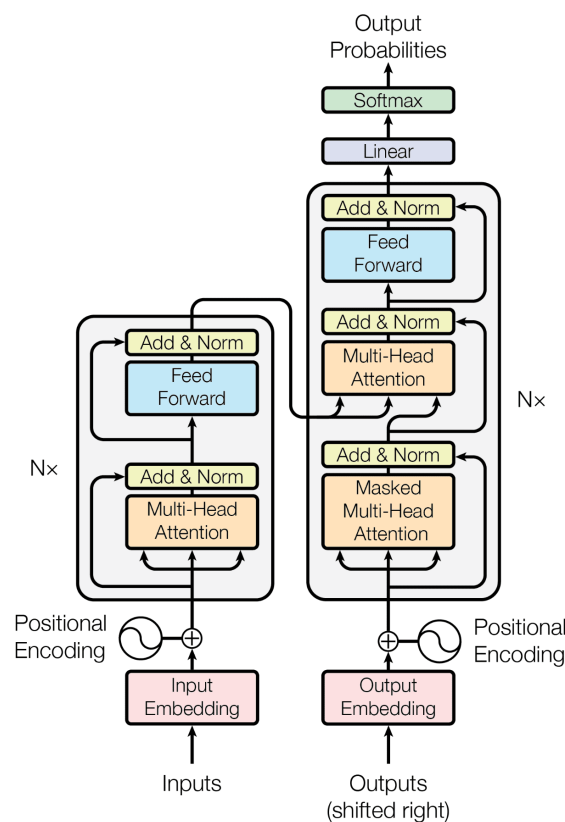 Output
Probabilities
Softmax
Linear
Add & Norm
Feed
Forward
Add & Norm
Multi-Head
Attention
Add & Norm
Masked
Multi-Head
Attention
N×
Add & Norm
Feed
Forward
Add & Norm
Multi-Head
Attention
N×
Positional
Encoding
Input
Embedding
Inputs
Positional
Encoding
Output
Embedding
Outputs
(shifted right)